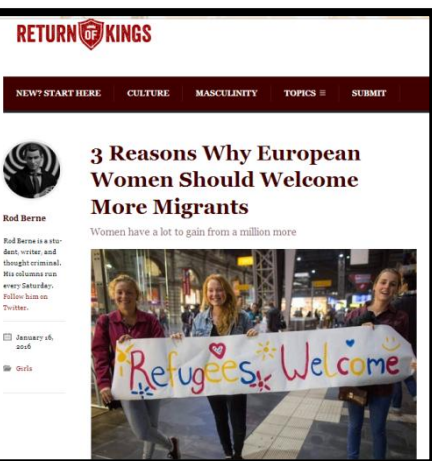 RETURN OF KINGS
NEW? START HERE CULTURE MASCULINITY TOPICS ≡ SUBMIT
3 Reasons Why European
Women Should Welcome
More Migrants
Women have a lot to gain from a million more
Rod Berne
Rod Berne is a stu-
dent, writer, and
thought criminal.
His columns run
every Saturday.
Follow him on
Twitter.
January 16,
2016
Girls
Refugees Welcome